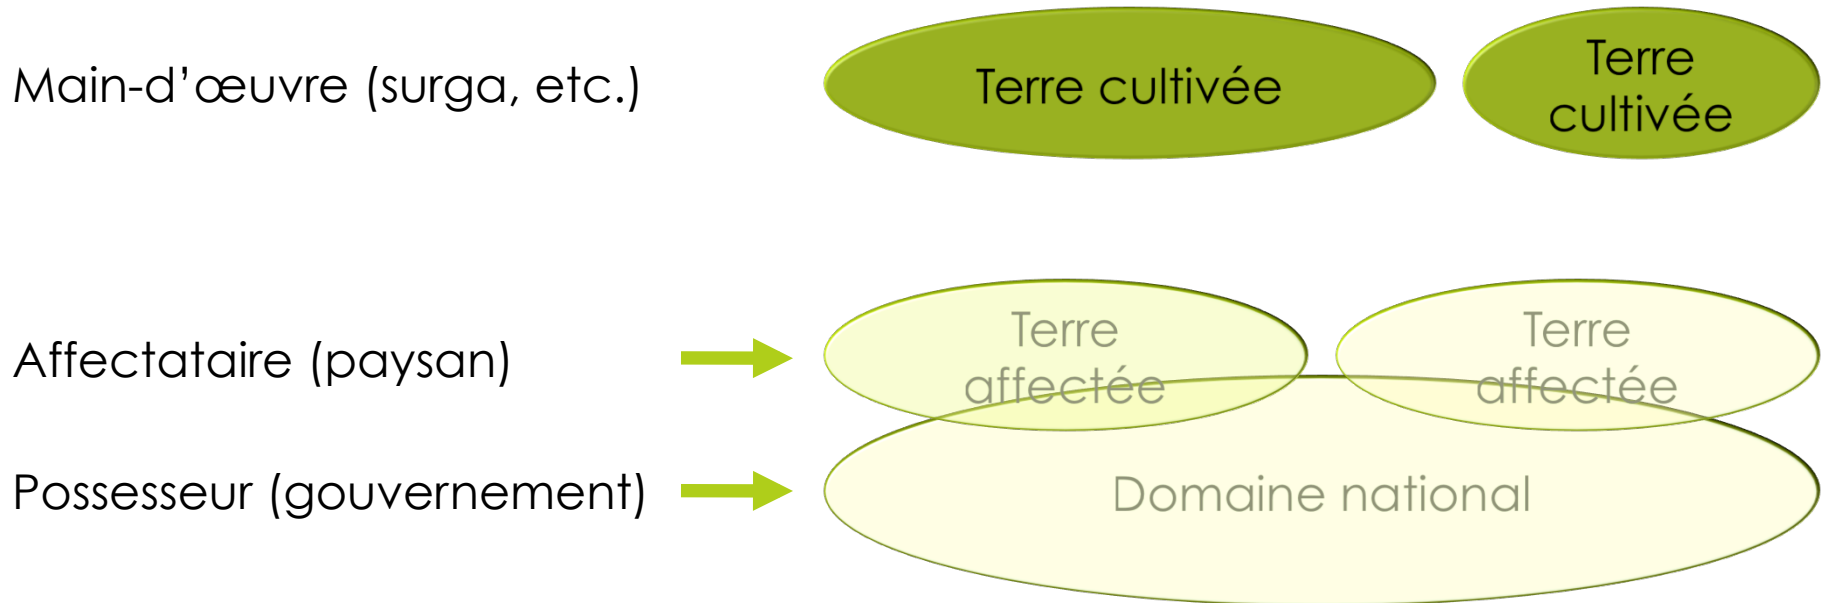 Main-d’œuvre (surga, etc.)
Terre cultivée
Terre
cultivée
Affectataire (paysan)
Terre
affectée
Terre
affectée
Possesseur (gouvernement)
Domaine national